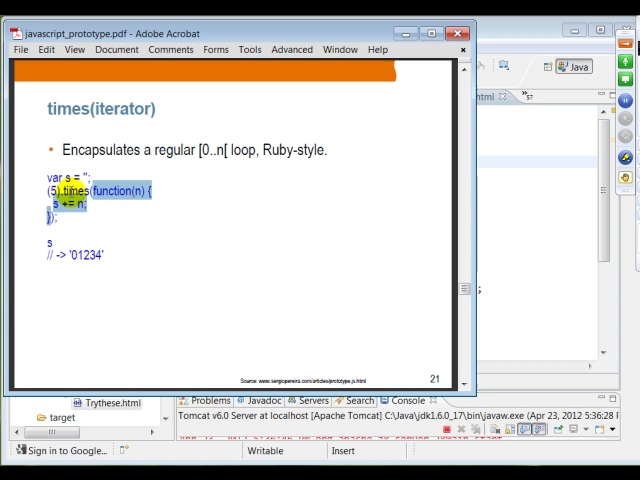 javascript_prototype.pdf - Adobe Acrobat
File Edit View Document Comments Forms Tools Advanced Window Help
Java
html
57
times(iterator)
• Encapsulates a regular [0..n[ loop, Ruby-style.
var s = '';
(5).times(function(n) {
s += n;
});
s
// -> '01234'
Source: www.sergiopereira.com/articles/prototype.js.html
21
Trythese.html
target
Problems Javadoc Servers Search Console
Tomcat v6.0 Server at localhost [Apache Tomcat] C:\Java\jdk1.6.0_17\bin\javaw.exe (Apr 23, 2012 5:36:28 P
Sign in to Google...
Writable
Insert